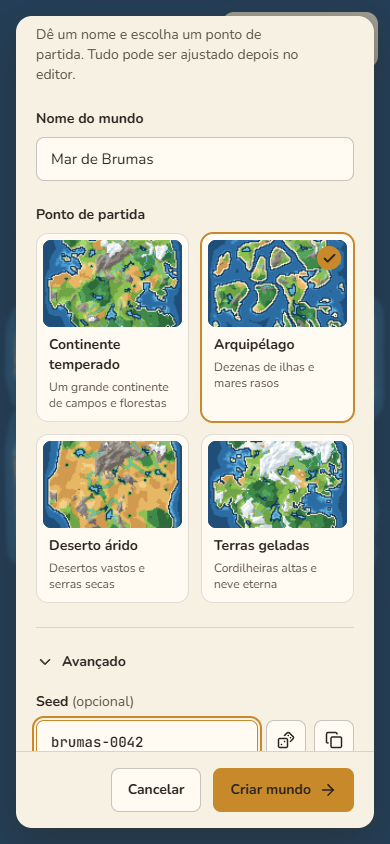 Dê um nome e escolha um ponto de
partida. Tudo pode ser ajustado depois no
editor.
Nome do mundo
Mar de Brumas
Ponto de partida
Continente
temperado
Um grande continente
de campos e florestas
Arquipélago
Dezenas de ilhas e
mares rasos
Deserto árido
Desertos vastos e
serras secas
Terras geladas
Cordilheiras altas e
neve eterna
Avançado
Seed (opcional)
brumas-0042
Cancelar
Criar mundo